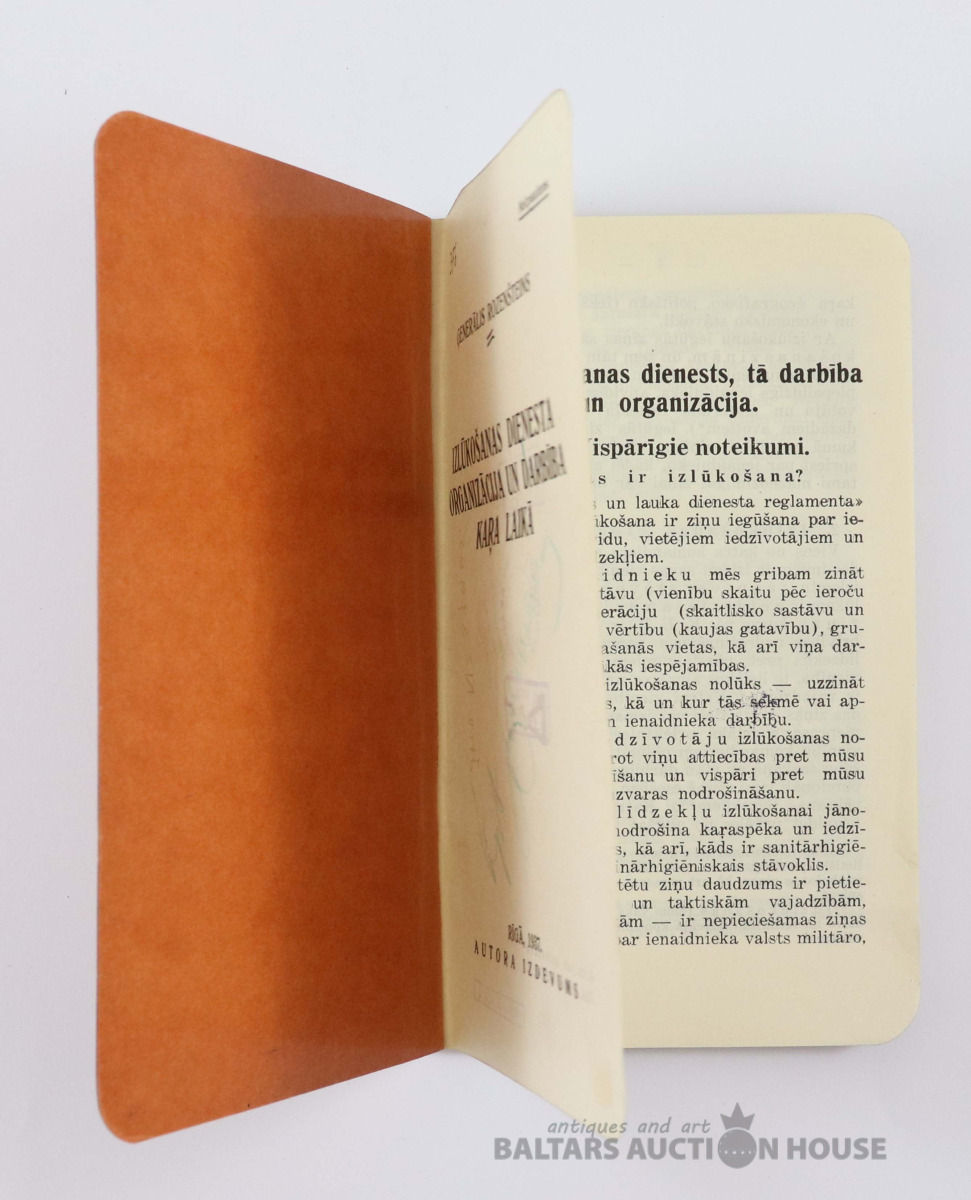 ĢENERĀLIS ROZENŠTEINS
IZLŪKOŠANAS DIENESTA
ORGANIZĀCIJA UN DARBĪBA
KAŖA LAIKĀ
RĪGĀ, 1937.
AUTORA IZDEVUMS
anas dienests, tā darbība
un organizācija.
Vispārīgie noteikumi.
s ir izlūkošana?
un lauka dienesta reglamenta»
ūkošana ir ziņu iegūšana par ie-
idu, vietējiem iedzīvotājiem un
zekļiem.
idnieku mēs gribam zināt
tāvu (vienību skaitu pēc ieroču
erāciju (skaitlisko sastāvu un
vērtību (kaujas gatavību), gru-
ašanās vietas, kā arī viņa dar-
kās iespējamības.
izlūkošanas nolūks — uzzināt
s, kā un kur tās sekmē vai ap-
n ienaidnieka darbību.
dzīvotāju izlūkošanas no-
rot viņu attiecības pret mūsu
īšanu un vispāri pret mūsu
zvaras nodrošināšanu.
līdzekļu izlūkošanai jāno-
nodrošina kaŗaspēka un iedzī-
s, kā arī, kāds ir sanitārhigiē-
nārhigiēniskais stāvoklis.
tētu ziņu daudzums ir pietie-
un taktiskām vajadzībām,
ām — ir nepieciešamas ziņas
par ienaidnieka valsts militāro,
antiques and art
BALTARS AUCTION HOUSE